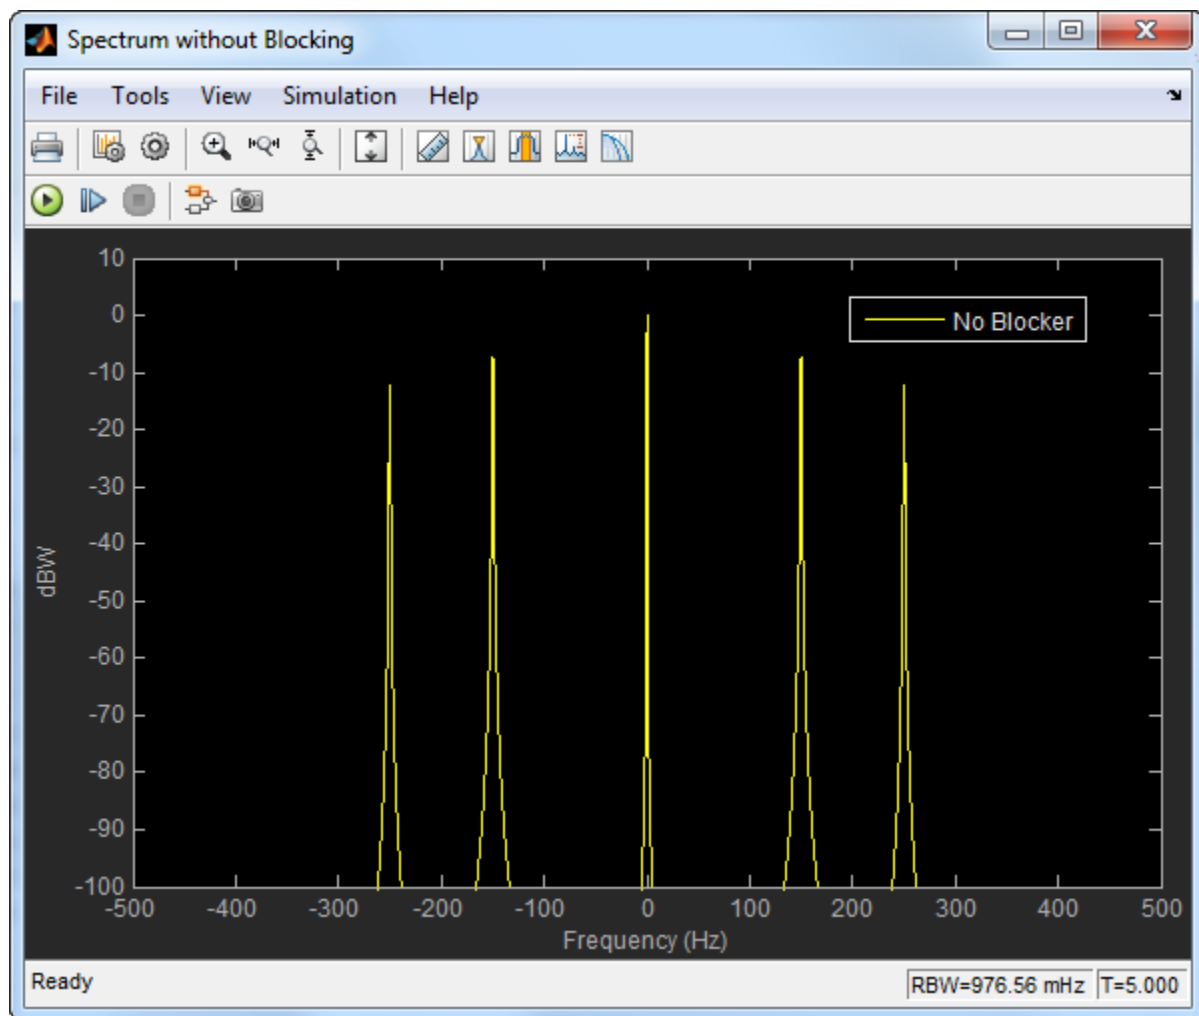 Spectrum without Blocking
File Tools View Simulation Help
10
0
-10
-20
-30
-40
-50
-60
-70
-80
-90
-100
dBW
No Blocker
-500 -400 -300 -200 -100 0 100 200 300 400 500
Frequency (Hz)
Ready RBW=976.56 mHz T=5.000